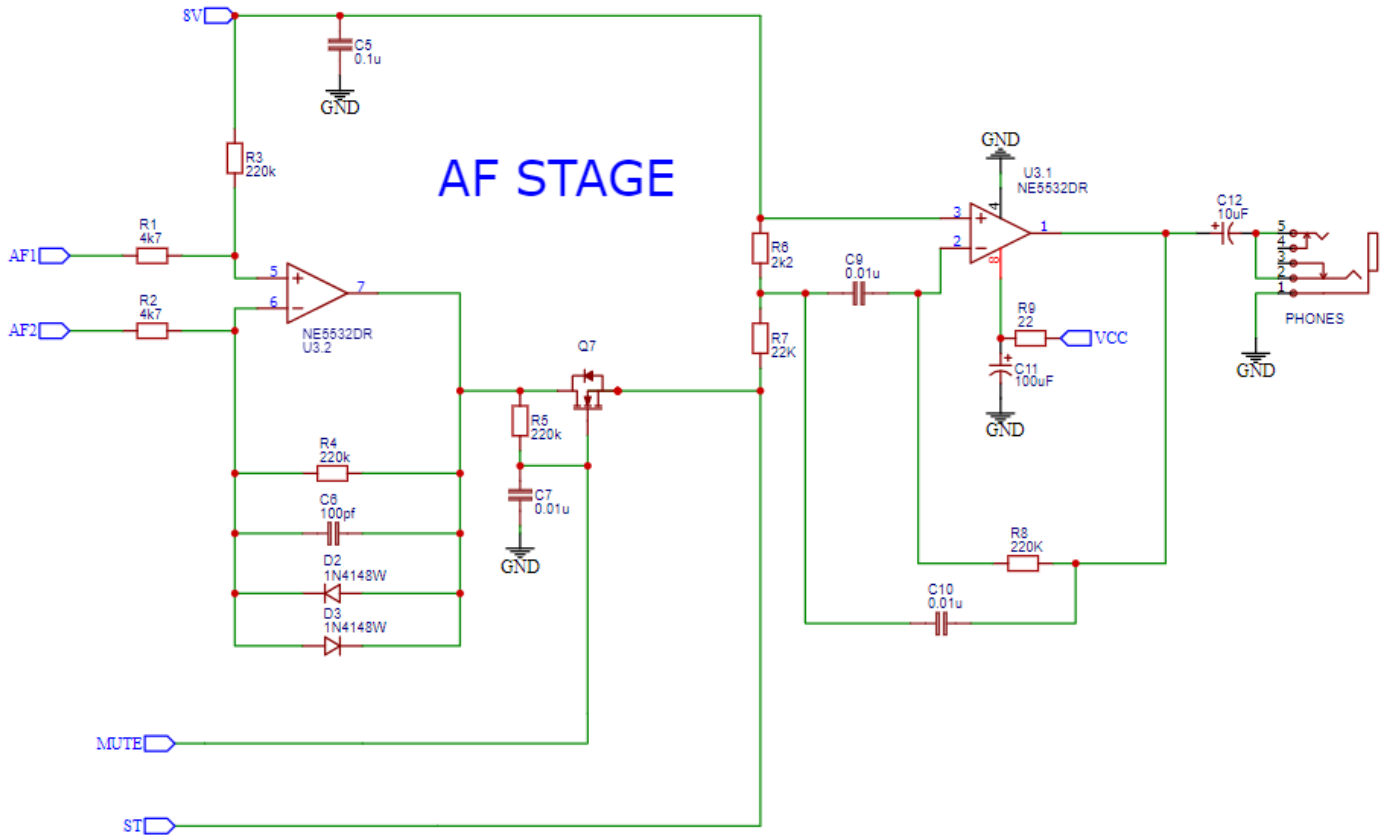 8V
C5
0.1u
GND
R3
220k
AF STAGE
GND
U3.1
NE5532DR
4
3
1
2
8
R1
4k7
AF1
5
7
6
R2
4k7
AF2
NE5532DR
U3.2
R6
2k2
C9
0.01u
R7
22K
R9
22
VCC
C11
100uF
GND
C12
10uF
5
4
3
2
1
PHONES
GND
Q7
R5
220k
C7
0.01u
GND
R4
220k
C6
100pf
D2
1N4148W
D3
1N4148W
R8
220K
C10
0.01u
MUTE
ST